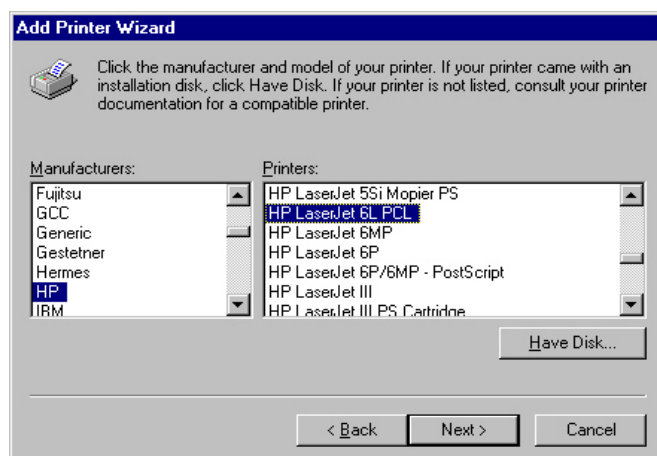 Add Printer Wizard
Click the manufacturer and model of your printer. If your printer came with an
installation disk, click Have Disk. If your printer is not listed, consult your printer
documentation for a compatible printer.
Manufacturers:
Printers:
Fujitsu
GCC
Generic
Gestetner
Hermes
HP
IBM
HP LaserJet 5Si Mopier PS
HP LaserJet 6L PCL
HP LaserJet 6MP
HP LaserJet 6P
HP LaserJet 6P/6MP - PostScript
HP LaserJet III
HP LaserJet III PS Cartridge
Have Disk...
< Back
Next >
Cancel